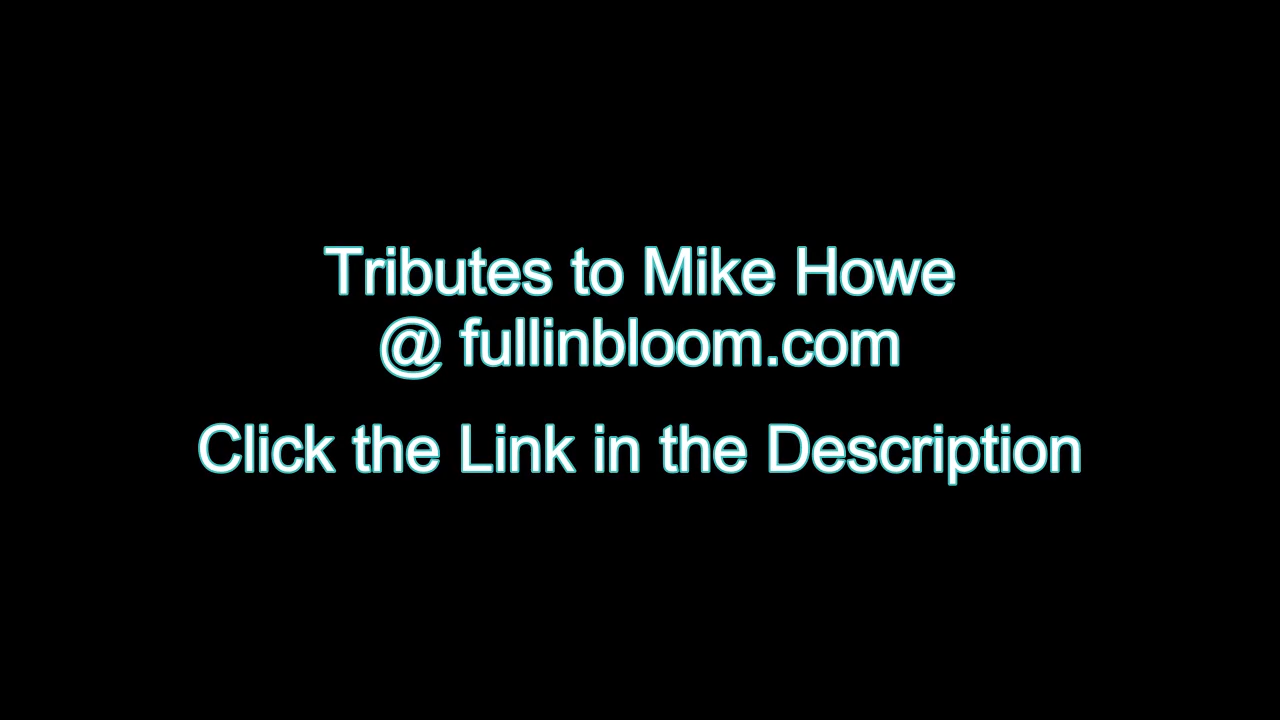 Tributes to Mike Howe
@ fullinbloom.com
Click the Link in the Description